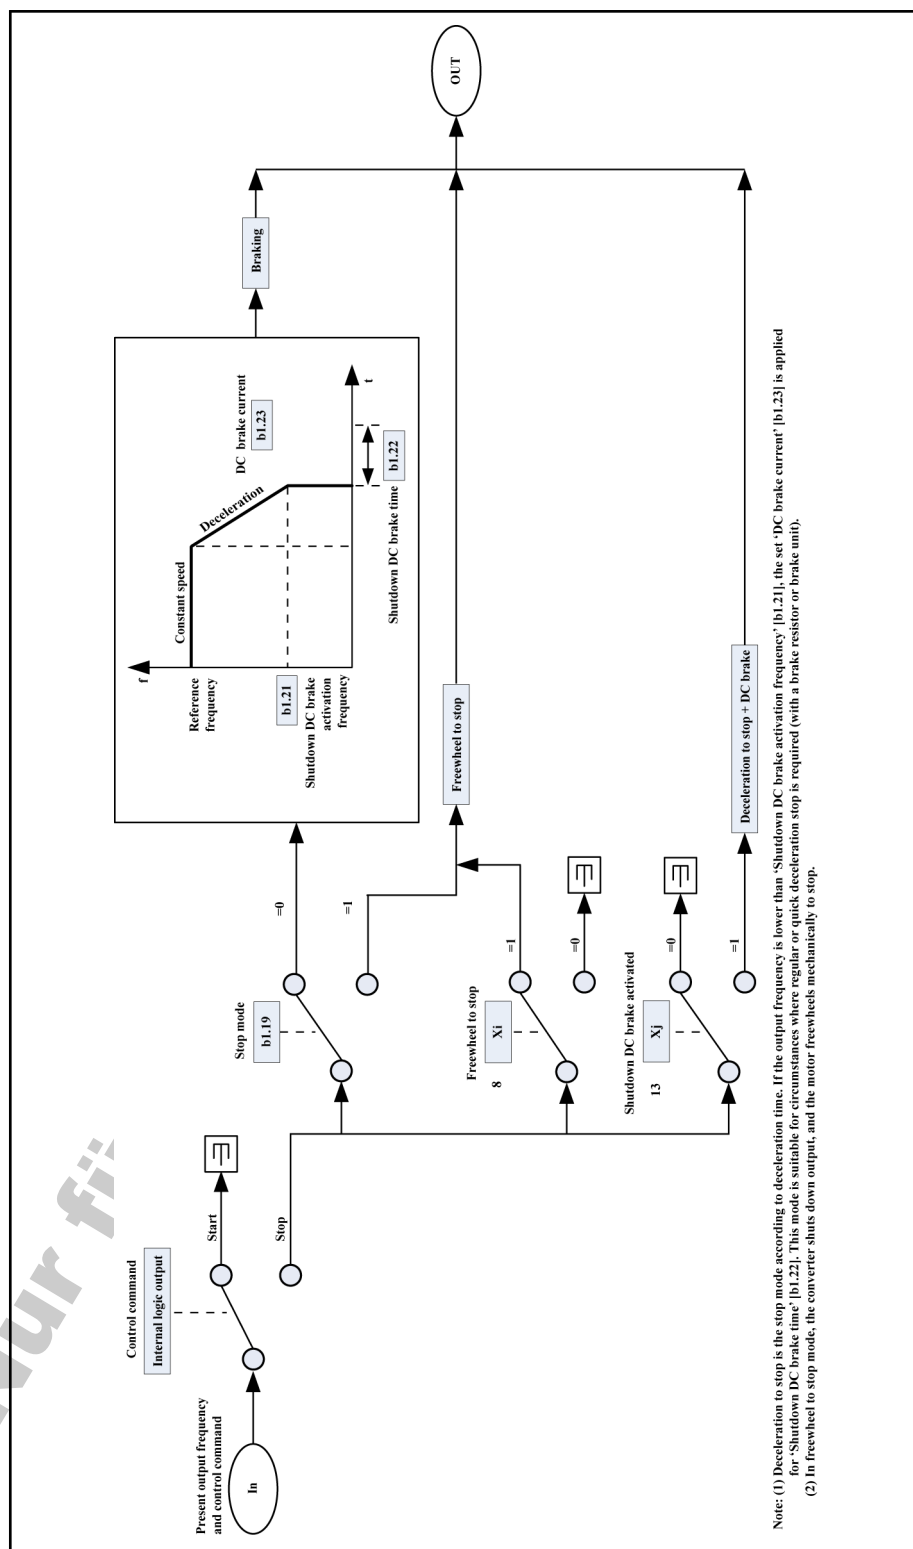 Present output frequency
and control command
In
Control command
Internal logic output
Start
E
Stop
Stop mode
b1.19
=0
=1
Freewheel to stop
8
Xi
=1
=0
E
Shutdown DC brake activated
13
Xj
=0
E
=1
f
Reference
frequency
b1.21
Shutdown DC brake
activation
frequency
Constant speed
Deceleration
DC brake current
b1.23
t
b1.22
Shutdown DC brake time
Braking
Freewheel to stop
Deceleration to stop + DC brake
OUT
Note: (1) Deceleration to stop is the stop mode according to deceleration time. If the output frequency is lower than ‘Shutdown DC brake activation frequency’ [b1.21], the set ‘DC brake current’ [b1.23] is applied
for ‘Shutdown DC brake time’ [b1.22]. This mode is suitable for circumstances where regular or quick deceleration stop is required (with a brake resistor or brake unit).
(2) In freewheel to stop mode, the converter shuts down output, and the motor freewheels mechanically to stop.